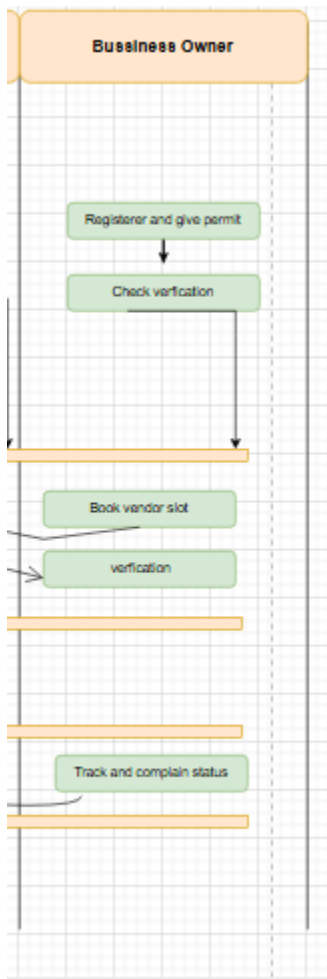 Bussiness Owner
Registerer and give permit
Check verfication
Book vendor slot
verfication
Track and complain status